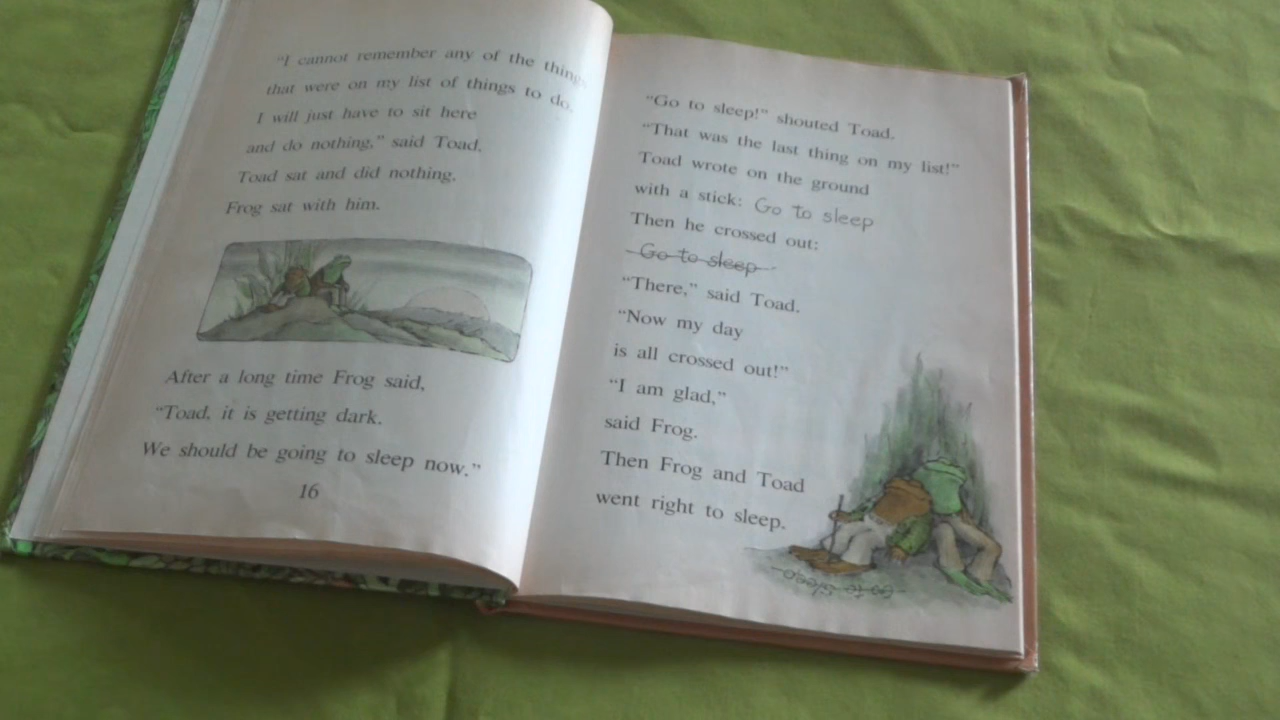 "I cannot remember any of the things
that were on my list of things to do.
I will just have to sit here
and do nothing," said Toad.
Toad sat and did nothing.
Frog sat with him.
After a long time Frog said,
"Toad, it is getting dark.
We should be going to sleep now."
16
"Go to sleep!" shouted Toad.
"That was the last thing on my list!"
Toad wrote on the ground
with a stick: Go to sleep
Then he crossed out:
Go to sleep
"There," said Toad.
"Now my day
is all crossed out!"
"I am glad,"
said Frog.
Then Frog and Toad
went right to sleep.
Go to sleep